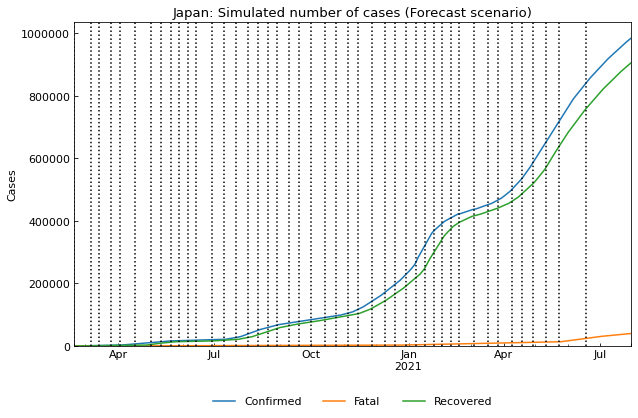 Japan: Simulated number of cases (Forecast scenario)
1000000
800000
600000
400000
200000
0
Cases
Apr Jul Oct Jan Apr Jul
2021
Confirmed Fatal Recovered